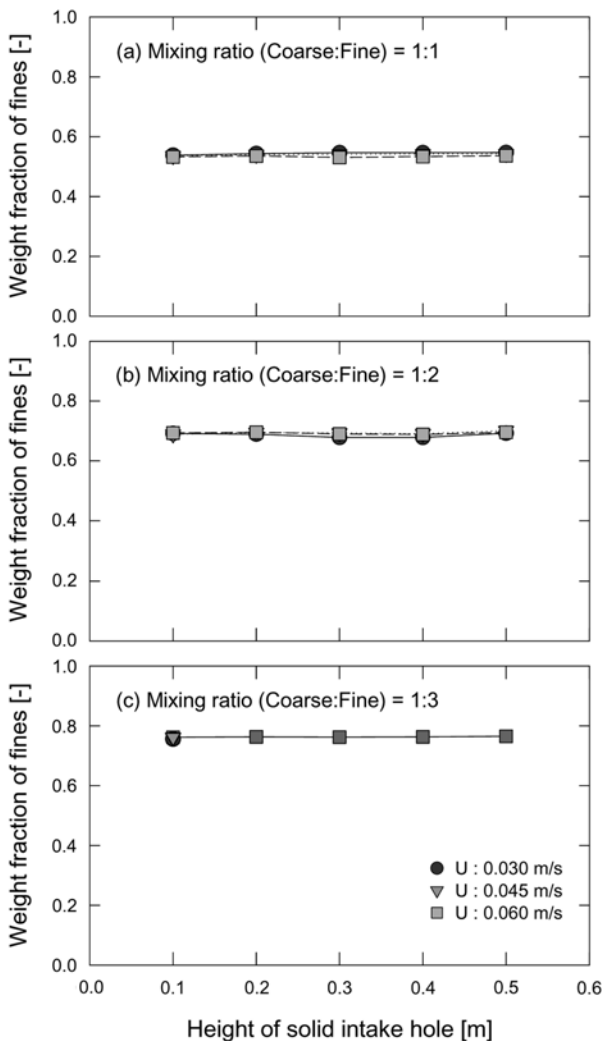 1.0
(a) Mixing ratio (Coarse:Fine) = 1:1
0.8
0.6
0.4
0.2
0.0
Weight fraction of fines [-]
1.0
(b) Mixing ratio (Coarse:Fine) = 1:2
0.8
0.6
0.4
0.2
0.0
Weight fraction of fines [-]
1.0
(c) Mixing ratio (Coarse:Fine) = 1:3
0.8
0.6
0.4
0.2
0.0
Weight fraction of fines [-]
U : 0.030 m/s
U : 0.045 m/s
U : 0.060 m/s
0.0 0.1 0.2 0.3 0.4 0.5 0.6
Height of solid intake hole [m]